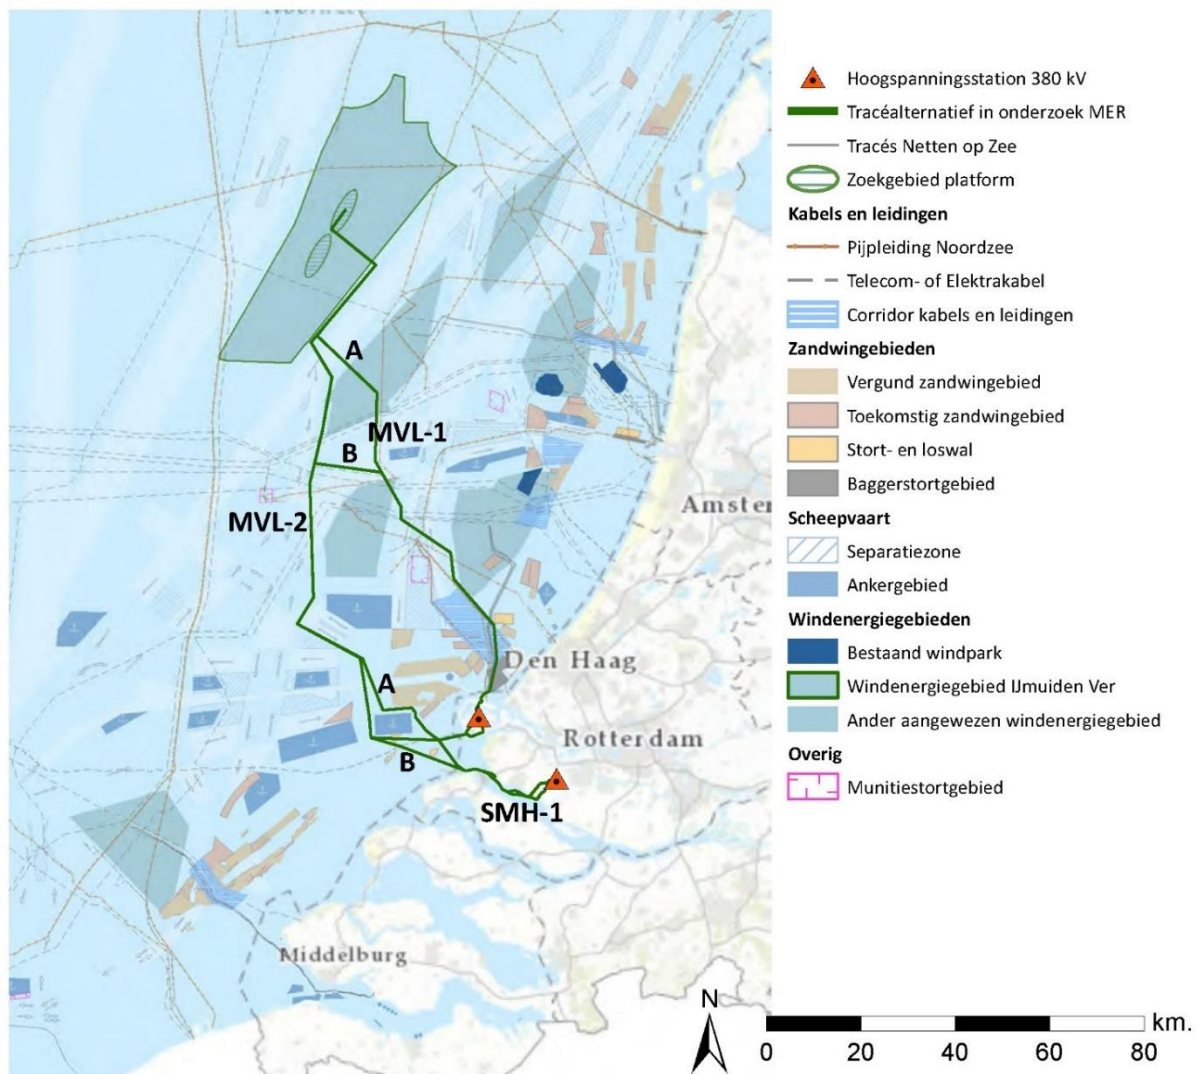 Noordzee
A
MVL-1
B
MVL-2
Amster
Den Haag
A
Rotterdam
B
SMH-1
Middelburg
Hoogspanningsstation 380 kV
Tracéalternatief in onderzoek MER
Tracés Netten op Zee
Zoekgebied platform
Kabels en leidingen
Pijpleiding Noordzee
Telecom- of Elektrakabel
Corridor kabels en leidingen
Zandwingebieden
Vergund zandwingebied
Toekomstig zandwingebied
Stort- en loswal
Baggerstortgebied
Scheepvaart
Separatiezone
Ankergebied
Windenergiegebieden
Bestaand windpark
Windenergiegebied IJmuiden Ver
Ander aangewezen windenergiegebied
Overig
Munitiestortgebied
N
km.
0 20 40 60 80